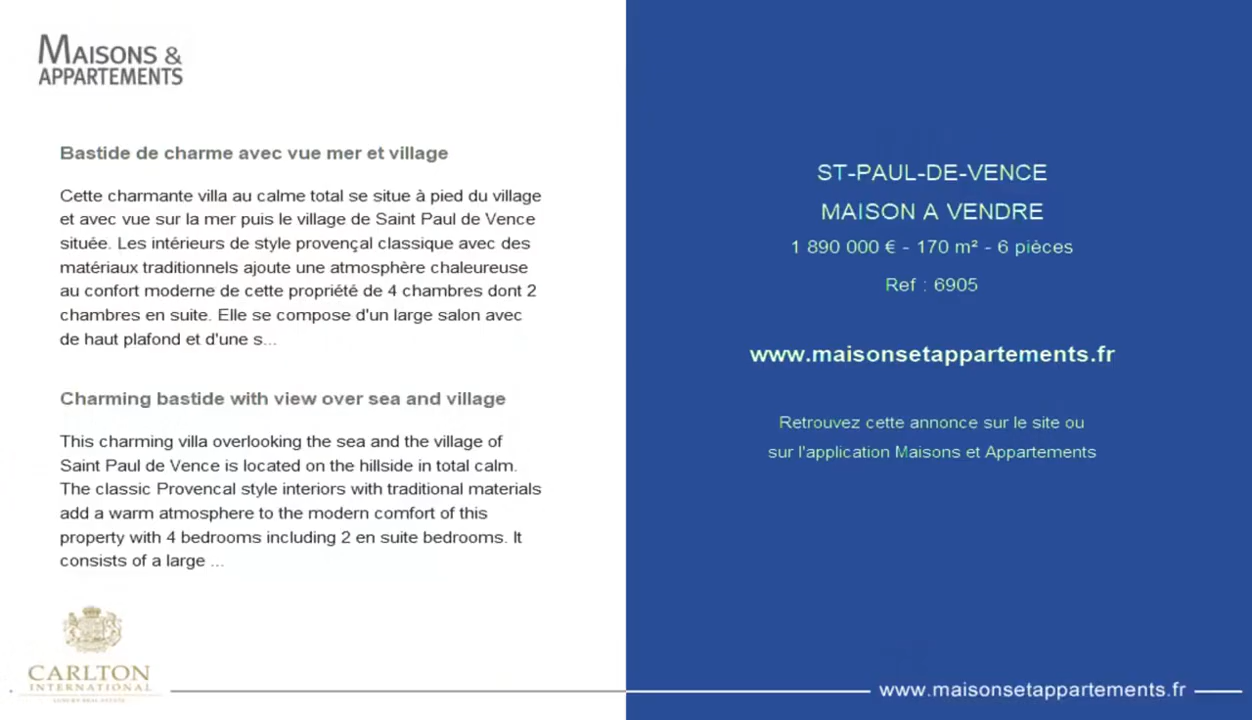 MAISONS &
APPARTEMENTS
Bastide de charme avec vue mer et village
Cette charmante villa au calme total se situe à pied du village
et avec vue sur la mer puis le village de Saint Paul de Vence
située. Les intérieurs de style provençal classique avec des
matériaux traditionnels ajoute une atmosphère chaleureuse
au confort moderne de cette propriété de 4 chambres dont 2
chambres en suite. Elle se compose d'un large salon avec
de haut plafond et d'une s...
Charming bastide with view over sea and village
This charming villa overlooking the sea and the village of
Saint Paul de Vence is located on the hillside in total calm.
The classic Provencal style interiors with traditional materials
add a warm atmosphere to the modern comfort of this
property with 4 bedrooms including 2 en suite bedrooms. It
consists of a large ...
CARLTON
INTERNATIONAL
ST-PAUL-DE-VENCE
MAISON A VENDRE
1 890 000 € - 170 m² - 6 pièces
Ref : 6905
www.maisonsetappartements.fr
Retrouvez cette annonce sur le site ou
sur l'application Maisons et Appartements
www.maisonsetappartements.fr